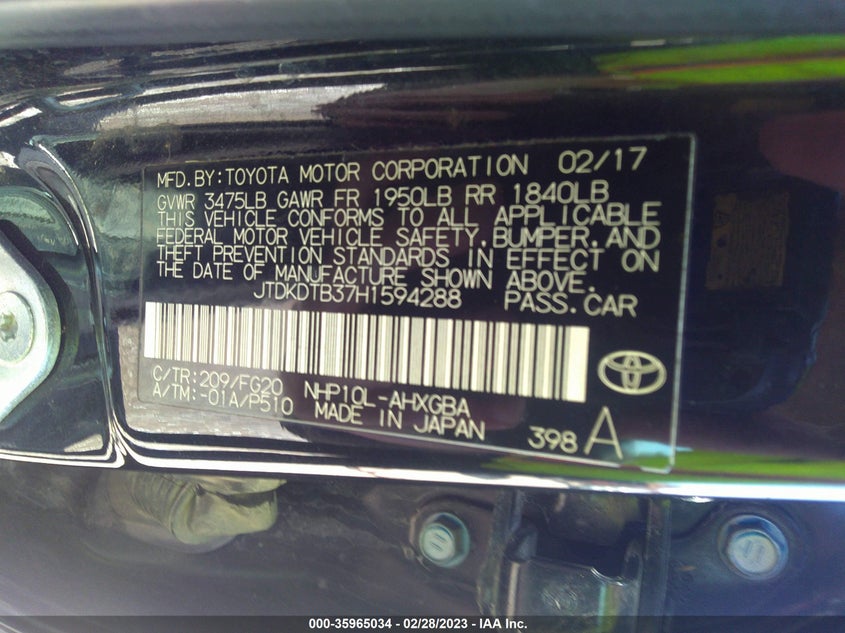 MFD.BY:TOYOTA MOTOR CORPORATION 02/17
GVWR 3475LB GAWR FR 1950LB RR 1840LB
THIS VEHICLE CONFORMS TO ALL APPLICABLE
FEDERAL MOTOR VEHICLE SAFETY,BUMPER,AND
THEFT PREVENTION STANDARDS IN EFFECT ON
THE DATE OF MANUFACTURE SHOWN ABOVE.
JTDKDTB37H1594288 PASS.CAR
C/TR:209/FG20 NHP10L-AHXGBA
A/TM:-01A/P510 MADE IN JAPAN 398 A
000-35965034 / 02/28/2023 - IAA Inc.